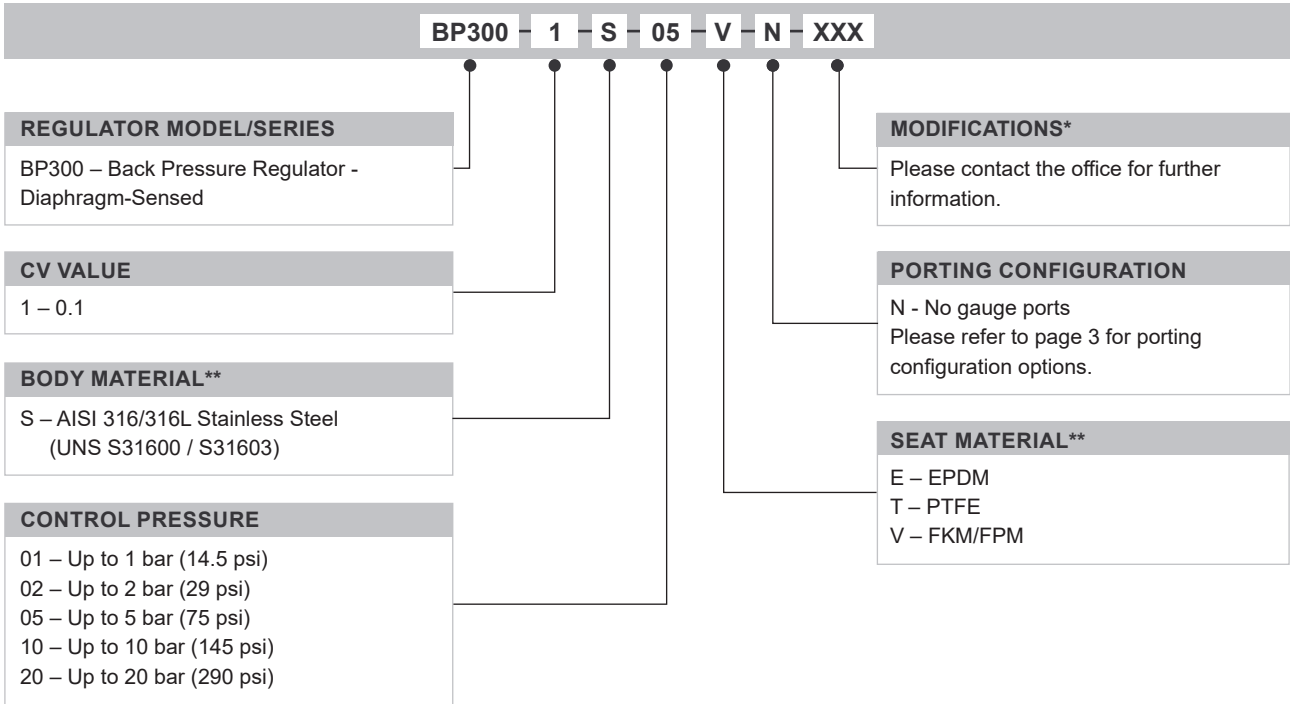 BP300 1 S 05 V N XXX
REGULATOR MODEL/SERIES
BP300 – Back Pressure Regulator -
Diaphragm-Sensed
CV VALUE
1 – 0.1
BODY MATERIAL**
S – AISI 316/316L Stainless Steel
(UNS S31600 / S31603)
CONTROL PRESSURE
01 – Up to 1 bar (14.5 psi)
02 – Up to 2 bar (29 psi)
05 – Up to 5 bar (75 psi)
10 – Up to 10 bar (145 psi)
20 – Up to 20 bar (290 psi)
MODIFICATIONS*
Please contact the office for further
information.
PORTING CONFIGURATION
N - No gauge ports
Please refer to page 3 for porting
configuration options.
SEAT MATERIAL**
E – EPDM
T – PTFE
V – FKM/FPM